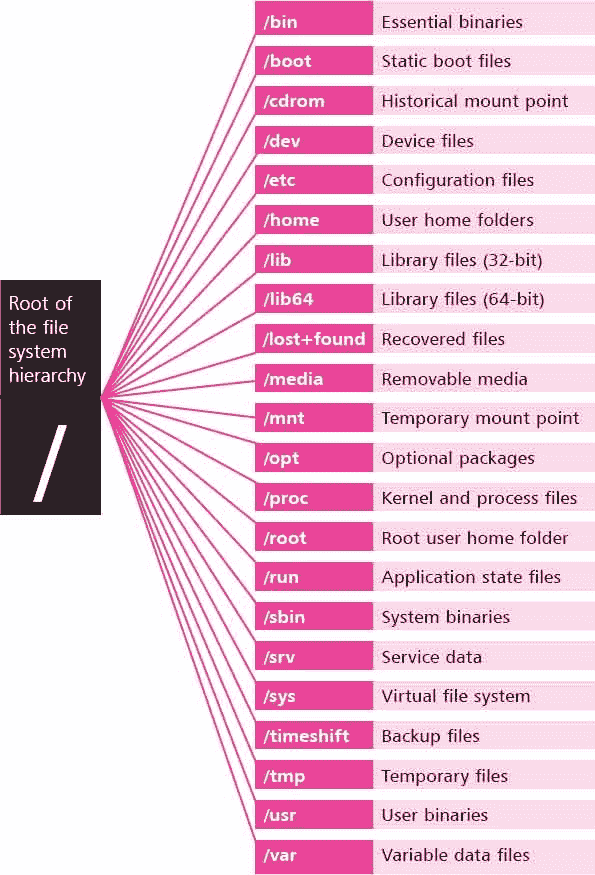 Root of
the file
system
hierarchy
/
/bin Essential binaries
/boot Static boot files
/cdrom Historical mount point
/dev Device files
/etc Configuration files
/home User home folders
/lib Library files (32-bit)
/lib64 Library files (64-bit)
/lost+found Recovered files
/media Removable media
/mnt Temporary mount point
/opt Optional packages
/proc Kernel and process files
/root Root user home folder
/run Application state files
/sbin System binaries
/srv Service data
/sys Virtual file system
/timeshift Backup files
/tmp Temporary files
/usr User binaries
/var Variable data files